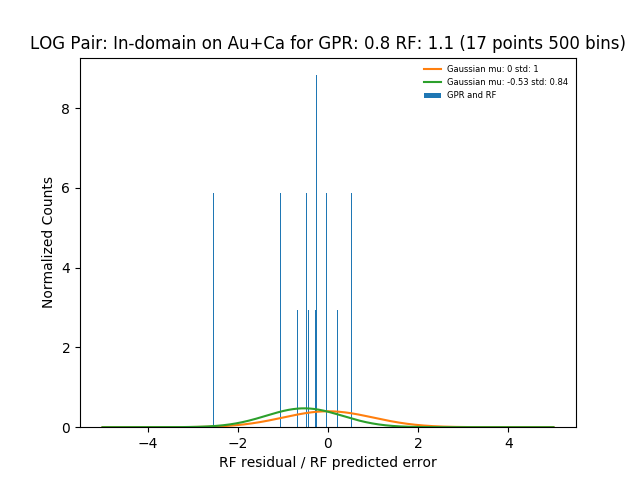 LOG Pair: In-domain on Au+Ca for GPR: 0.8 RF: 1.1 (17 points 500 bins)
Gaussian mu: 0 std: 1
Gaussian mu: -0.53 std: 0.84
GPR and RF
Normalized Counts
8
6
4
2
0
−4 −2 0 2 4
RF residual / RF predicted error